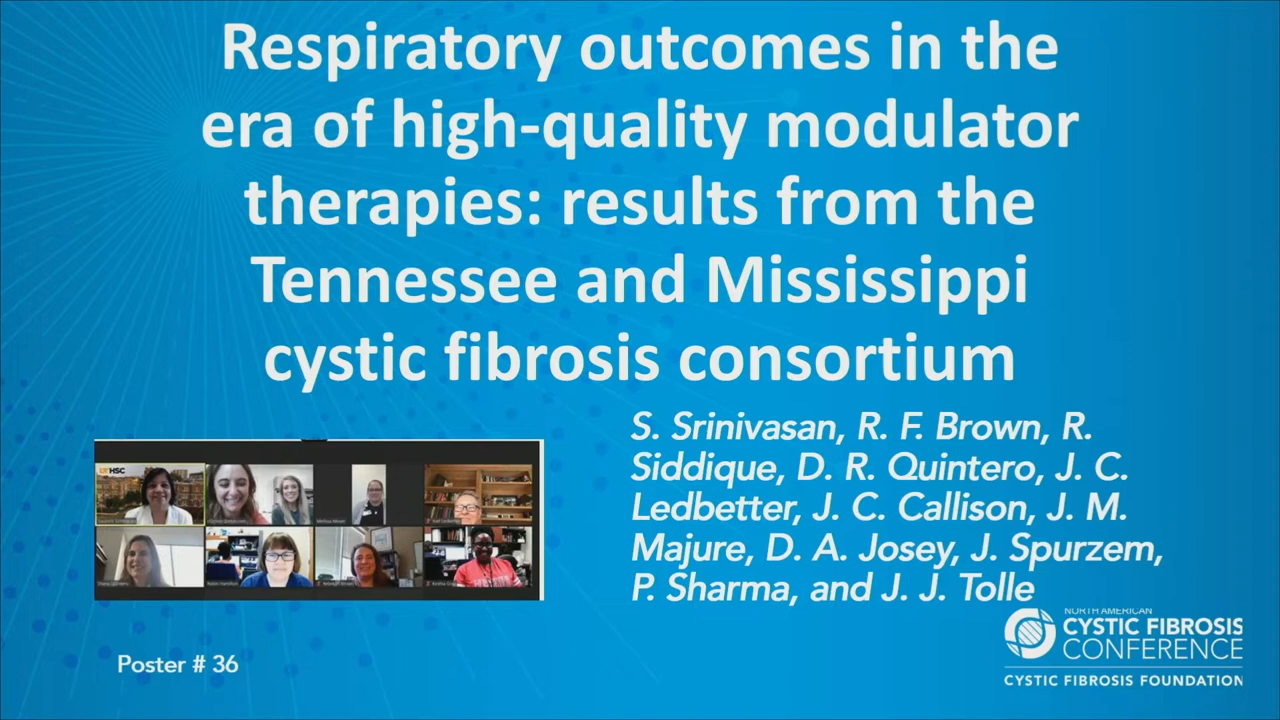 Respiratory outcomes in the
era of high-quality modulator
therapies: results from the
Tennessee and Mississippi
cystic fibrosis consortium
S. Srinivasan, R. F. Brown, R.
Siddique, D. R. Quintero, J. C.
Ledbetter, J. C. Callison, J. M.
Majure, D. A. Josey, J. Spurzem,
P. Sharma, and J. J. Tolle
UTHSC
Poster # 36
NORTH AMERICAN
CYSTIC FIBROSIS
CONFERENCE
CYSTIC FIBROSIS FOUNDATION